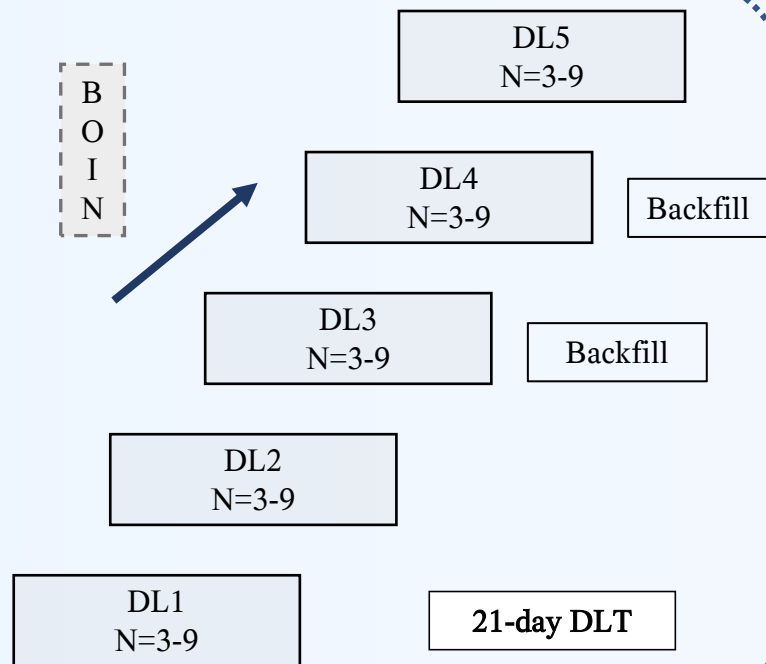 DL5
N=3-9
B
O
I
N
DL4
N=3-9
Backfill
DL3
N=3-9
Backfill
DL2
N=3-9
DL1
N=3-9
21-day DLT